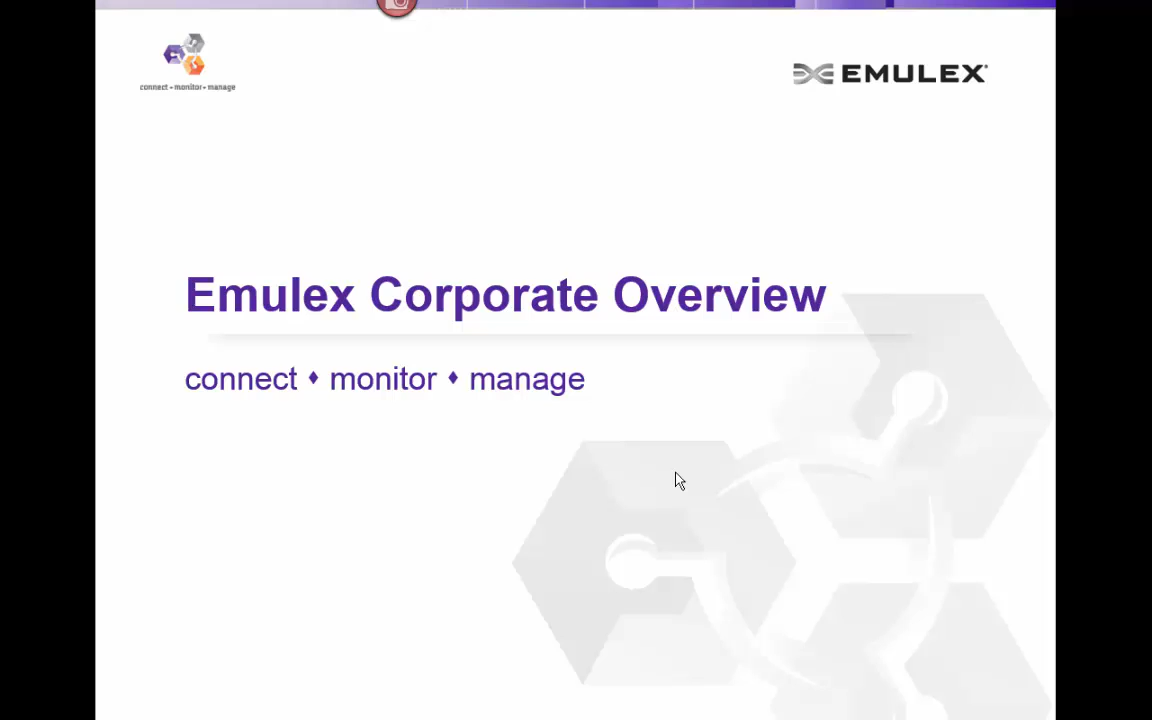 connect • monitor • manage
EMULEX®
Emulex Corporate Overview
connect ♦ monitor ♦ manage